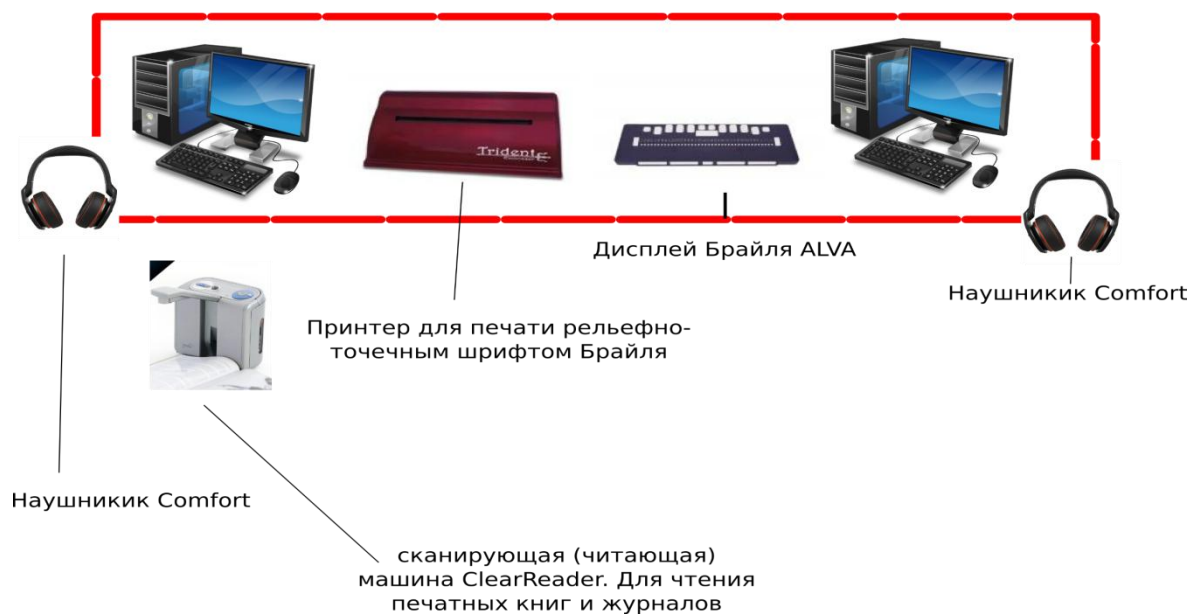 Trident
Дисплей Брайля ALVA
Наушникик Comfort
Принтер для печати рельефно-
точечным шрифтом Брайля
Наушникик Comfort
сканирующая (читающая)
машина ClearReader. Для чтения
печатных книг и журналов